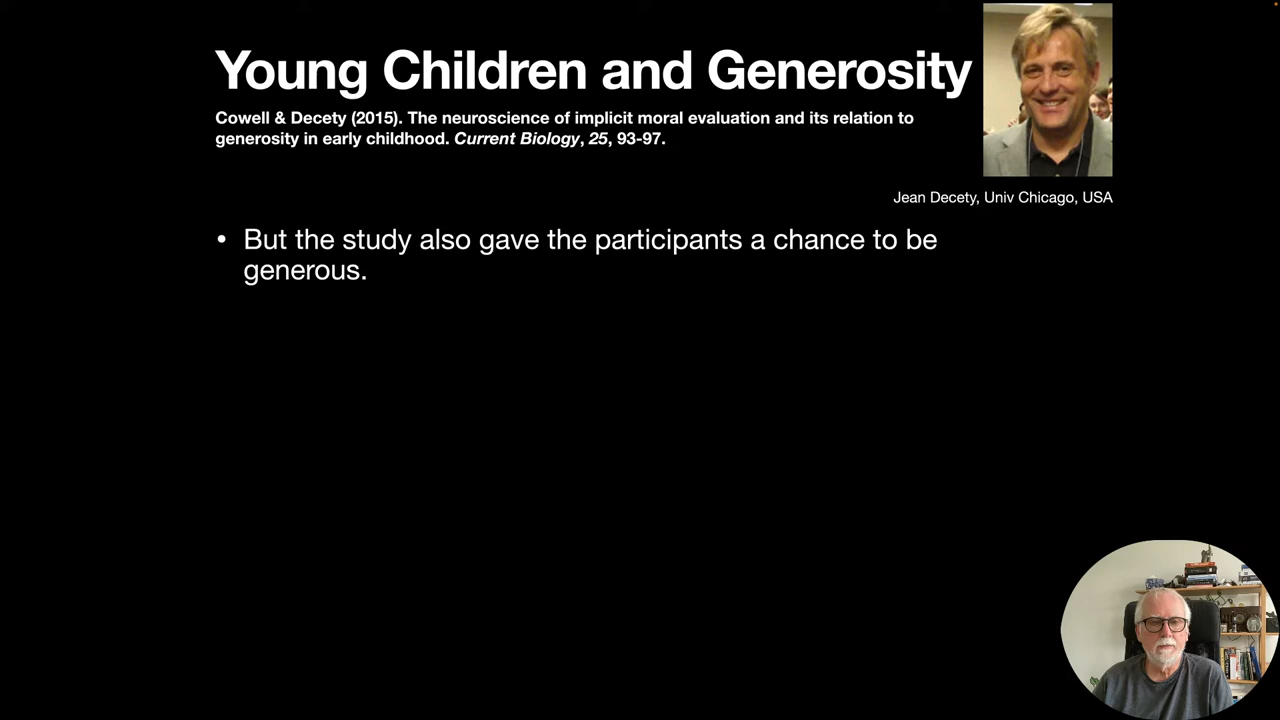 Young Children and Generosity
Cowell & Decety (2015). The neuroscience of implicit moral evaluation and its relation to
generosity in early childhood. Current Biology, 25, 93-97.
Jean Decety, Univ Chicago, USA
• But the study also gave the participants a chance to be
generous.